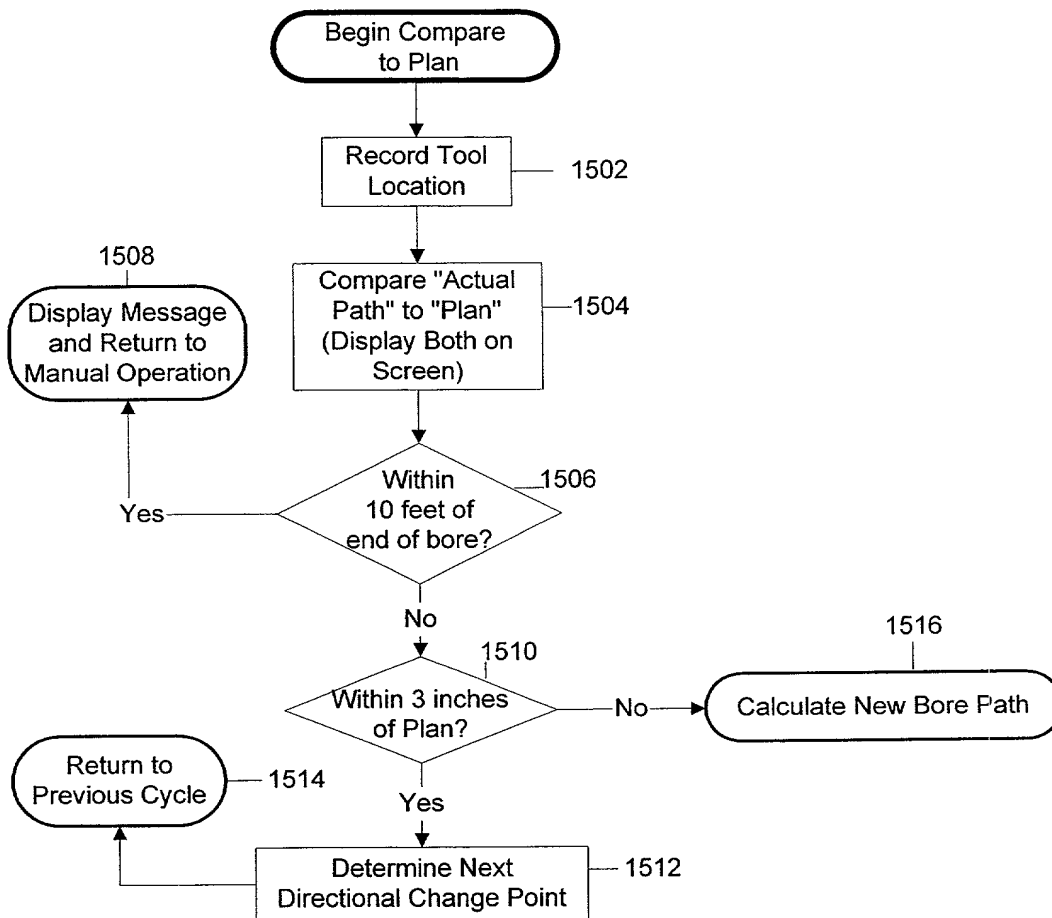 Begin Compare
to Plan
Record Tool
Location
1502
1508
Display Message
and Return to
Manual Operation
Compare "Actual
Path" to "Plan"
(Display Both on
Screen)
1504
Within
10 feet of
end of bore?
1506
Yes
No
1510
Within 3 inches
of Plan?
No
1516
Calculate New Bore Path
Return to
Previous Cycle
1514
Yes
Determine Next
Directional Change Point
1512